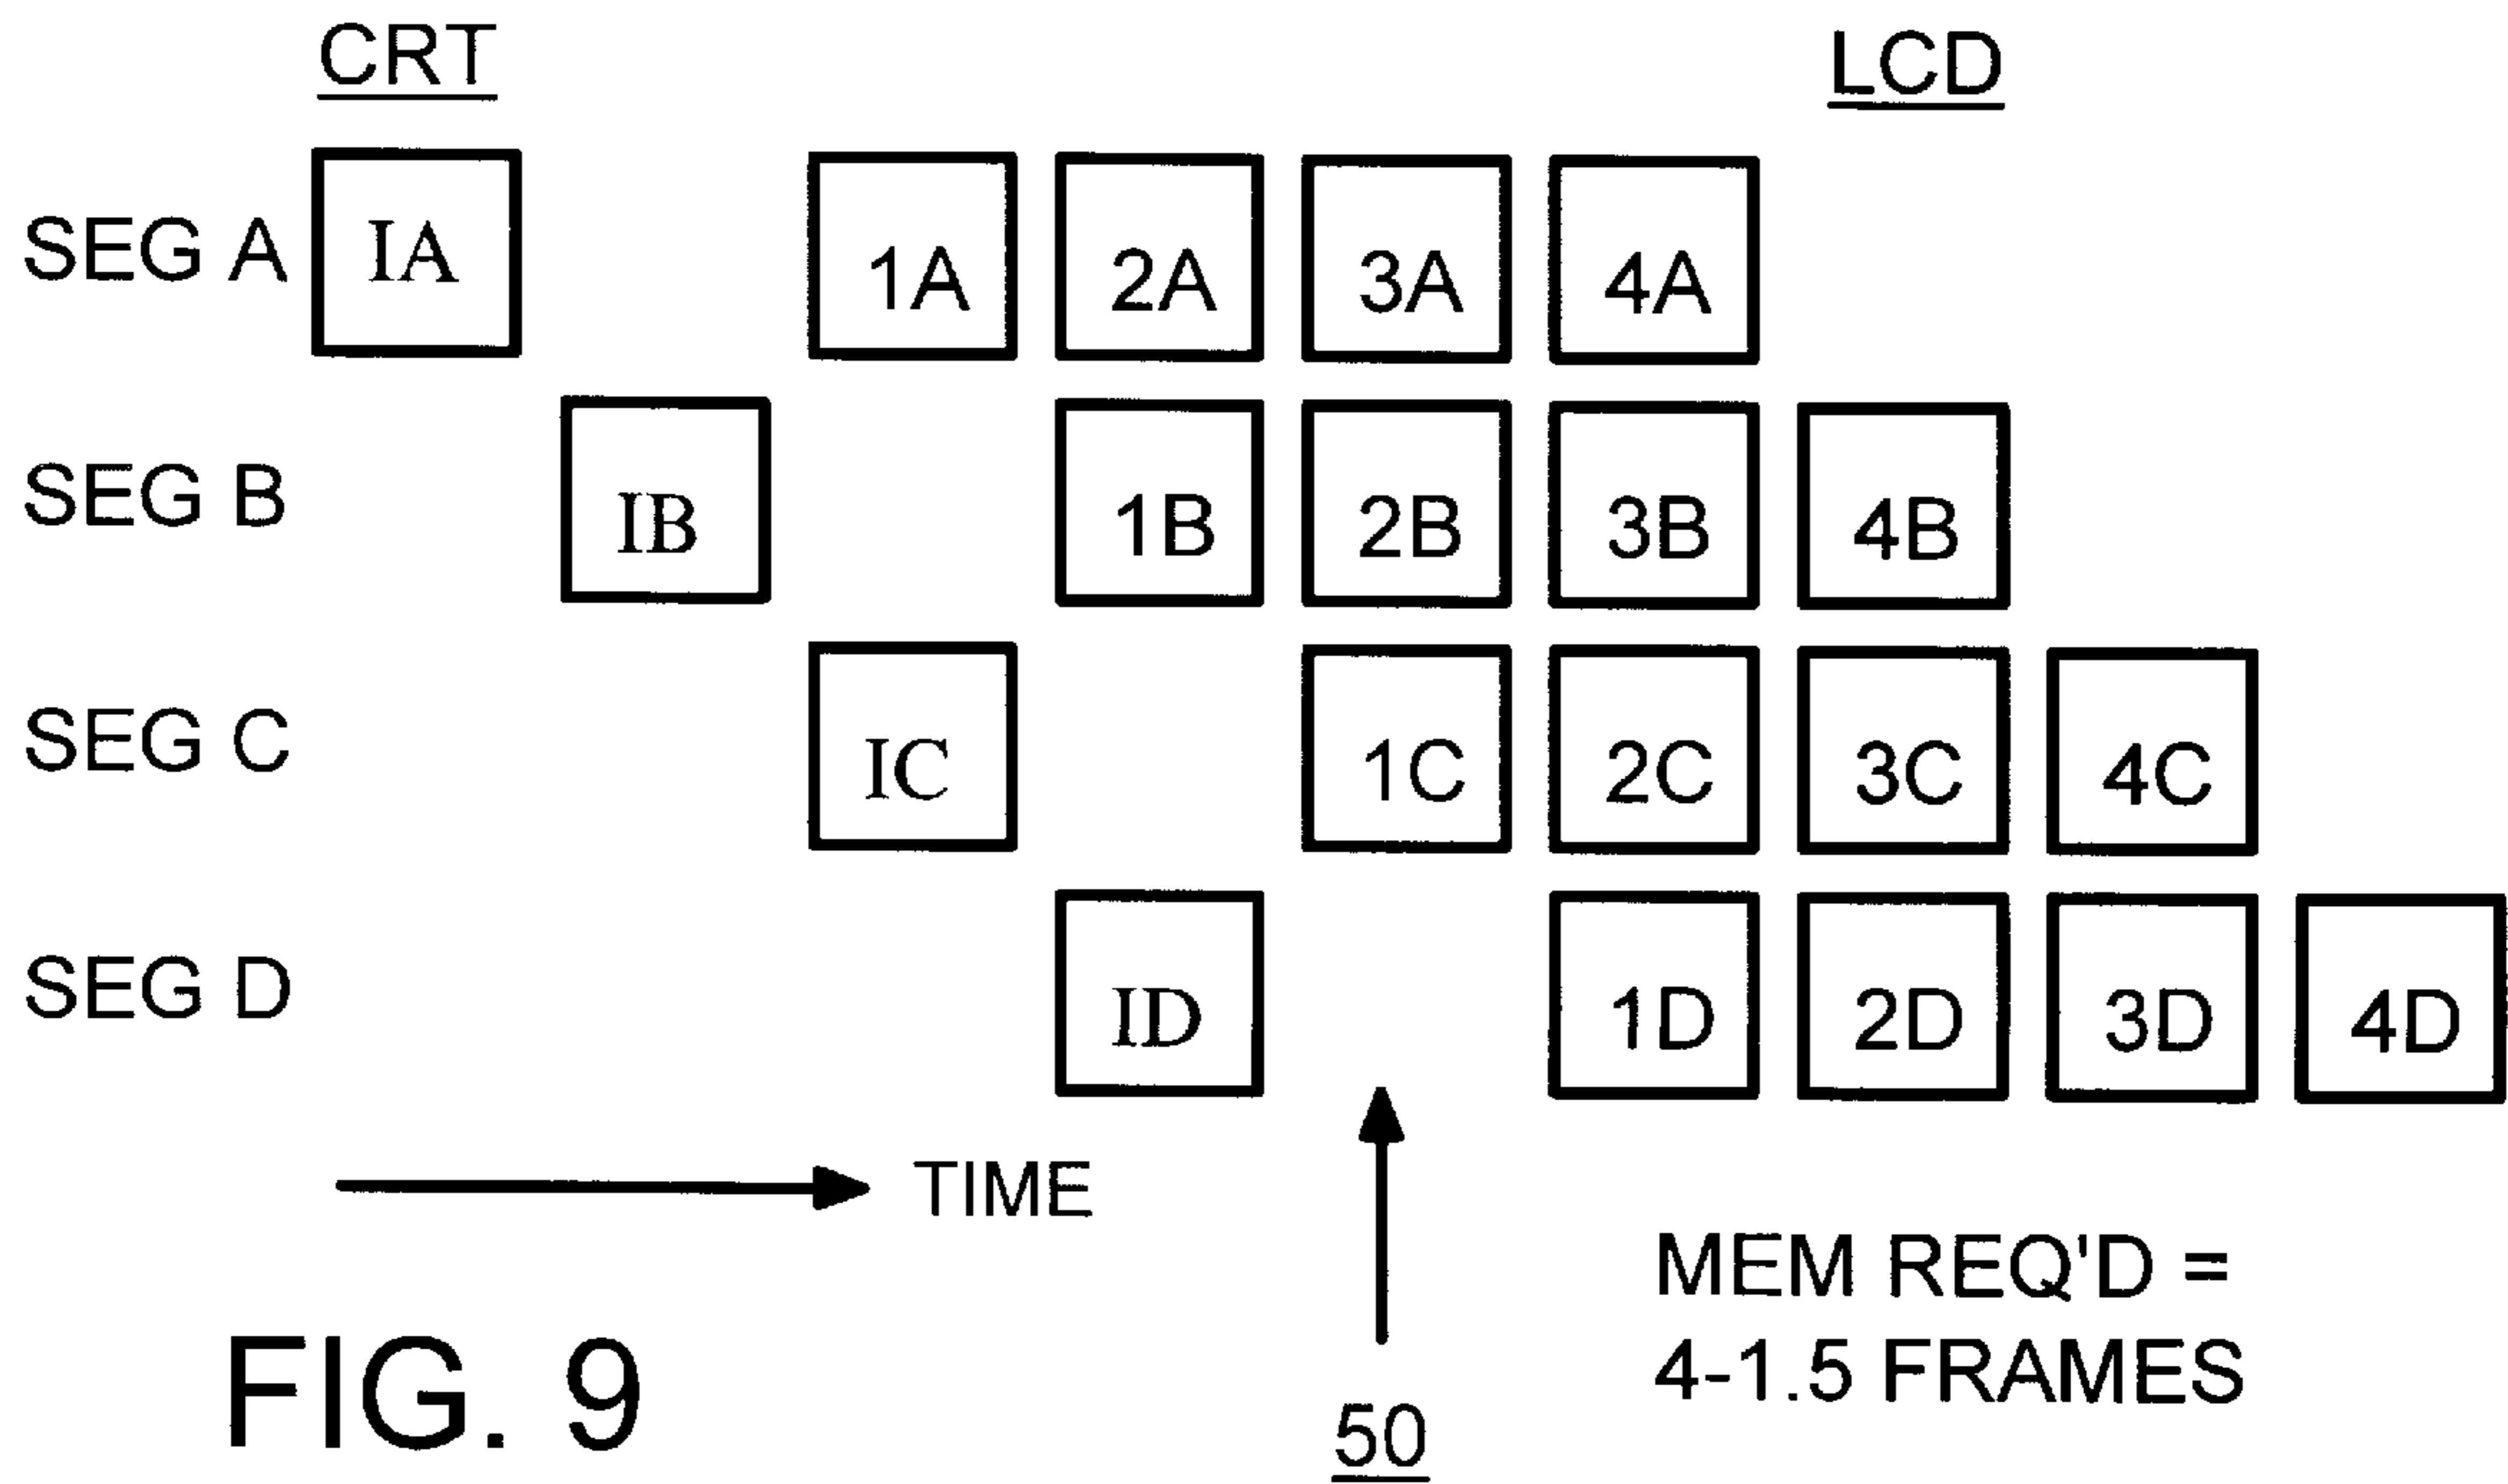 CRT LCD
SEG A IA 1A 2A 3A 4A
SEG B IB 1B 2B 3B 4B
SEG C IC 1C 2C 3C 4C
SEG D ID 1D 2D 3D 4D
TIME
MEM REQ'D =
4-1.5 FRAMES
50
FIG. 9